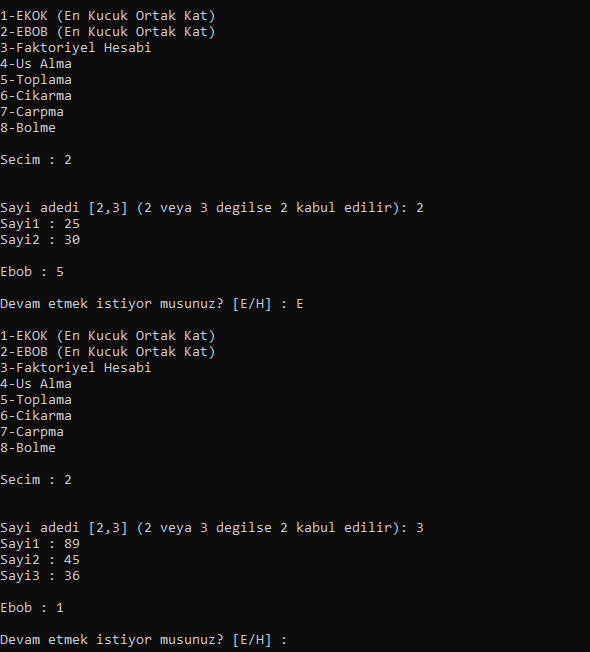 1-EKOK (En Kucuk Ortak Kat)
2-EBOB (En Kucuk Ortak Kat)
3-Faktoriyel Hesabi
4-Us Alma
5-Toplama
6-Cikarma
7-Carpma
8-Bolme
Secim : 2
Sayi adedi [2,3] (2 veya 3 degilse 2 kabul edilir): 2
Sayi1 : 25
Sayi2 : 30
Ebob : 5
Devam etmek istiyor musunuz? [E/H] : E
1-EKOK (En Kucuk Ortak Kat)
2-EBOB (En Kucuk Ortak Kat)
3-Faktoriyel Hesabi
4-Us Alma
5-Toplama
6-Cikarma
7-Carpma
8-Bolme
Secim : 2
Sayi adedi [2,3] (2 veya 3 degilse 2 kabul edilir): 3
Sayi1 : 89
Sayi2 : 45
Sayi3 : 36
Ebob : 1
Devam etmek istiyor musunuz? [E/H] :